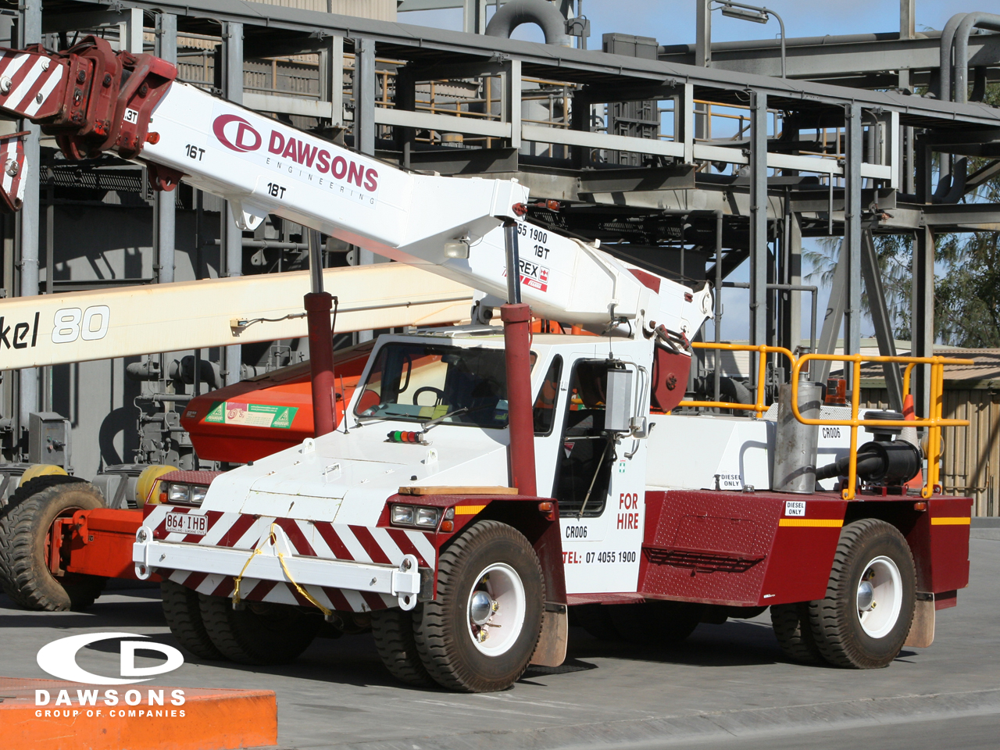 .3T
16T
18T
DAWSONS
ENGINEERING
55 1900
18T
REX
kel 80
864·IHB
CR006
FOR
HIRE
CR006
TEL: 07 4055 1900
DIESEL
ONLY
DIESEL
ONLY
CD
DAWSONS
GROUP OF COMPANIES